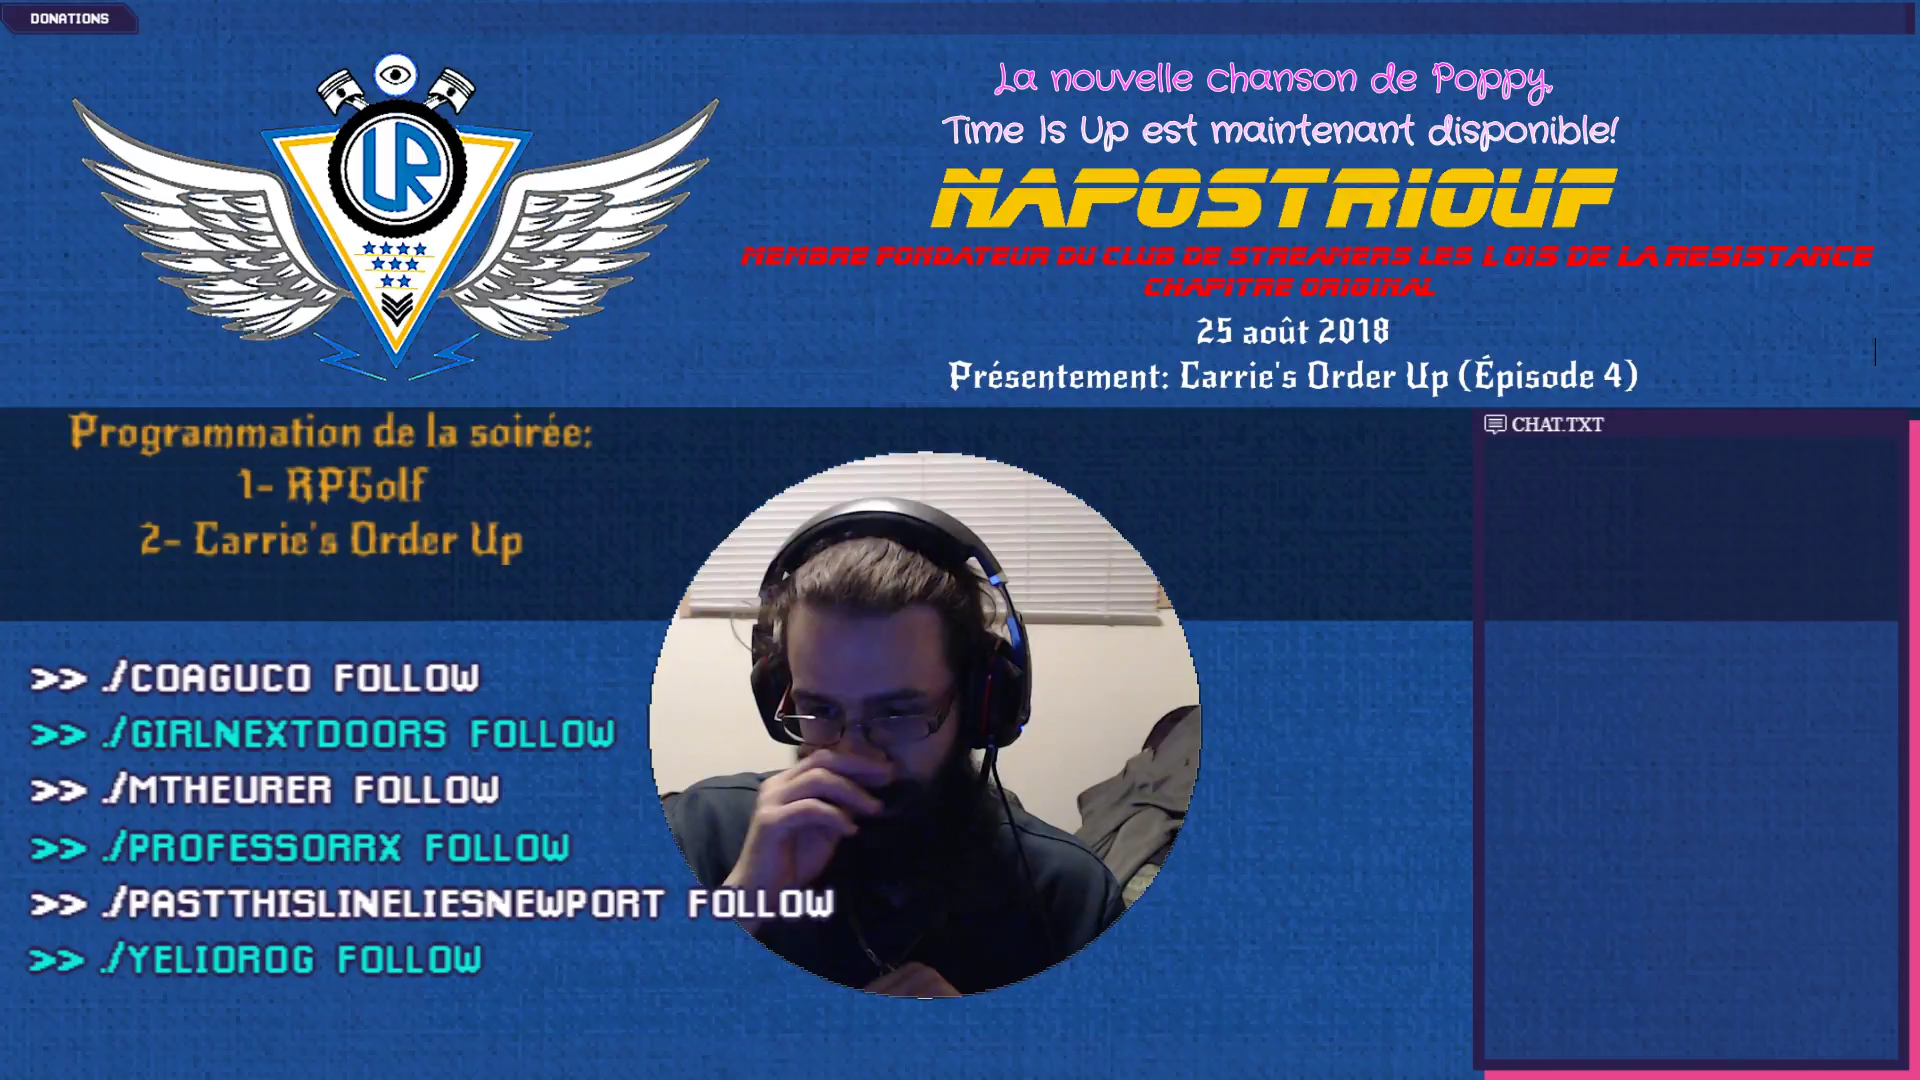 DONATIONS
LR
La nouvelle chanson de Poppy,
Time Is Up est maintenant disponible!
NAPOSTRIOUF
MEMBRE FONDATEUR DU CLUB DE STREAMERS LES LOIS DE LA RESISTANCE
CHAPITRE ORIGINAL
25 août 2018
Présentement: Carrie's Order Up (Épisode 4)
Programmation de la soirée:
1- RPGolf
2- Carrie's Order Up
CHAT.TXT
>> ./COAGUCO FOLLOW
>> ./GIRLNEXTDOORS FOLLOW
>> ./MTHEURER FOLLOW
>> ./PROFESSORRX FOLLOW
>> ./PASTTHISLINELIESNEWPORT FOLLOW
>> ./YELIOROG FOLLOW